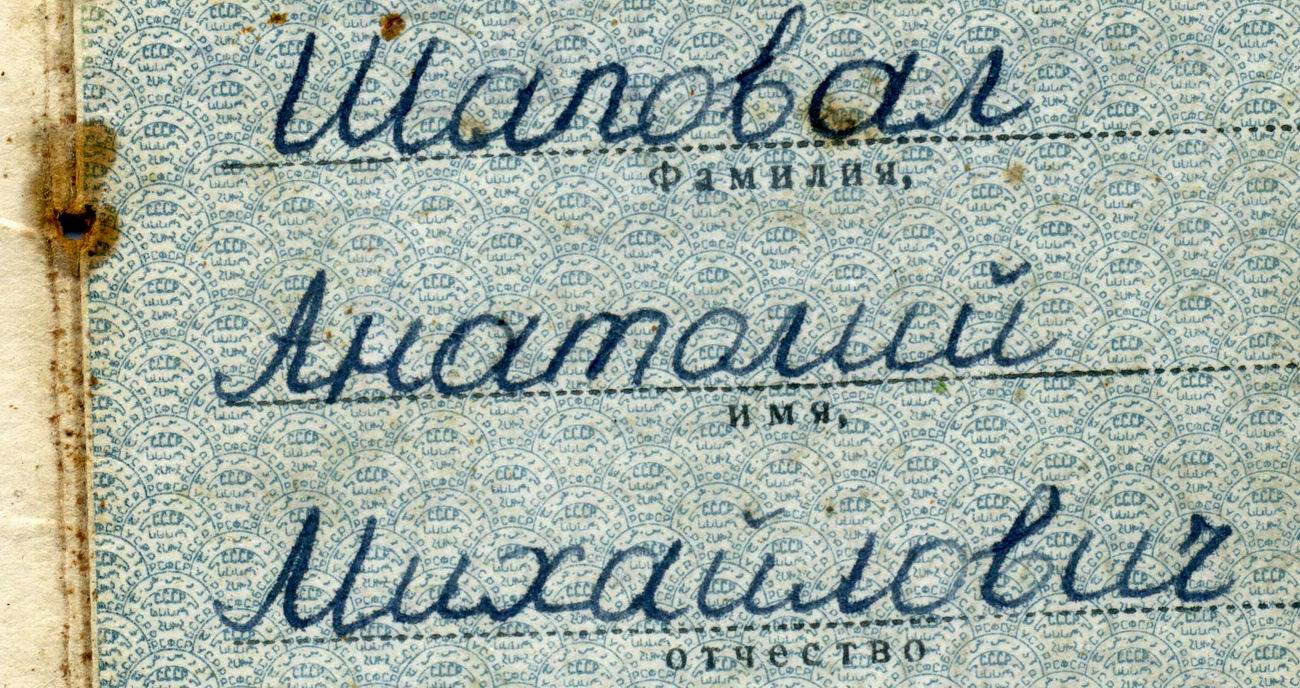 Шаповал
Фамилия,
Анатолий
имя,
Михайлович
отчество